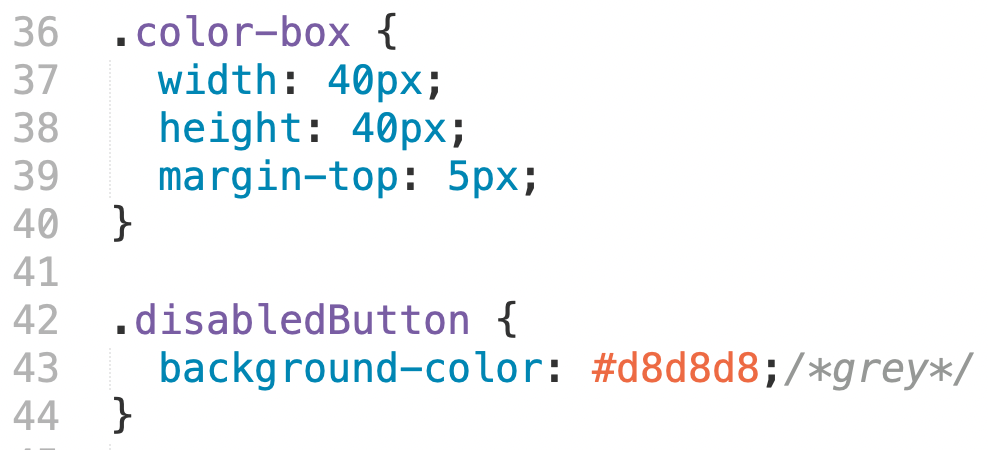 36 .color-box {
37   width: 40px;
38   height: 40px;
39   margin-top: 5px;
40 }
41
42 .disabledButton {
43   background-color: #d8d8d8;/*grey*/
44 }